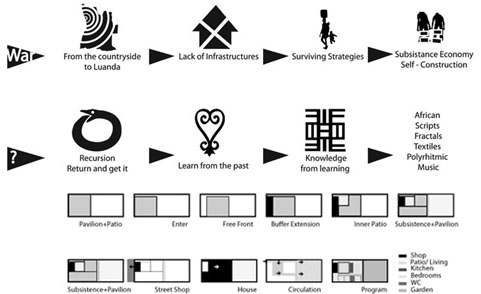 War
From the countryside
to Luanda
Lack of Infrastructures
Surviving Strategies
Subsistance Economy
Self - Construction
?
Recursion
Return and get it
Learn from the past
Knowledge
from learning
African
Scripts
Fractals
Textiles
Polyrhitmic
Music
Pavilion+Patio
Enter
Free Front
Buffer Extension
Inner Patio
Subsistence+Pavilion
Subsistence+Pavilion
Street Shop
House
Circulation
Program
Shop
Patio/ Living
Kitchen
Bedrooms
WC
Garden